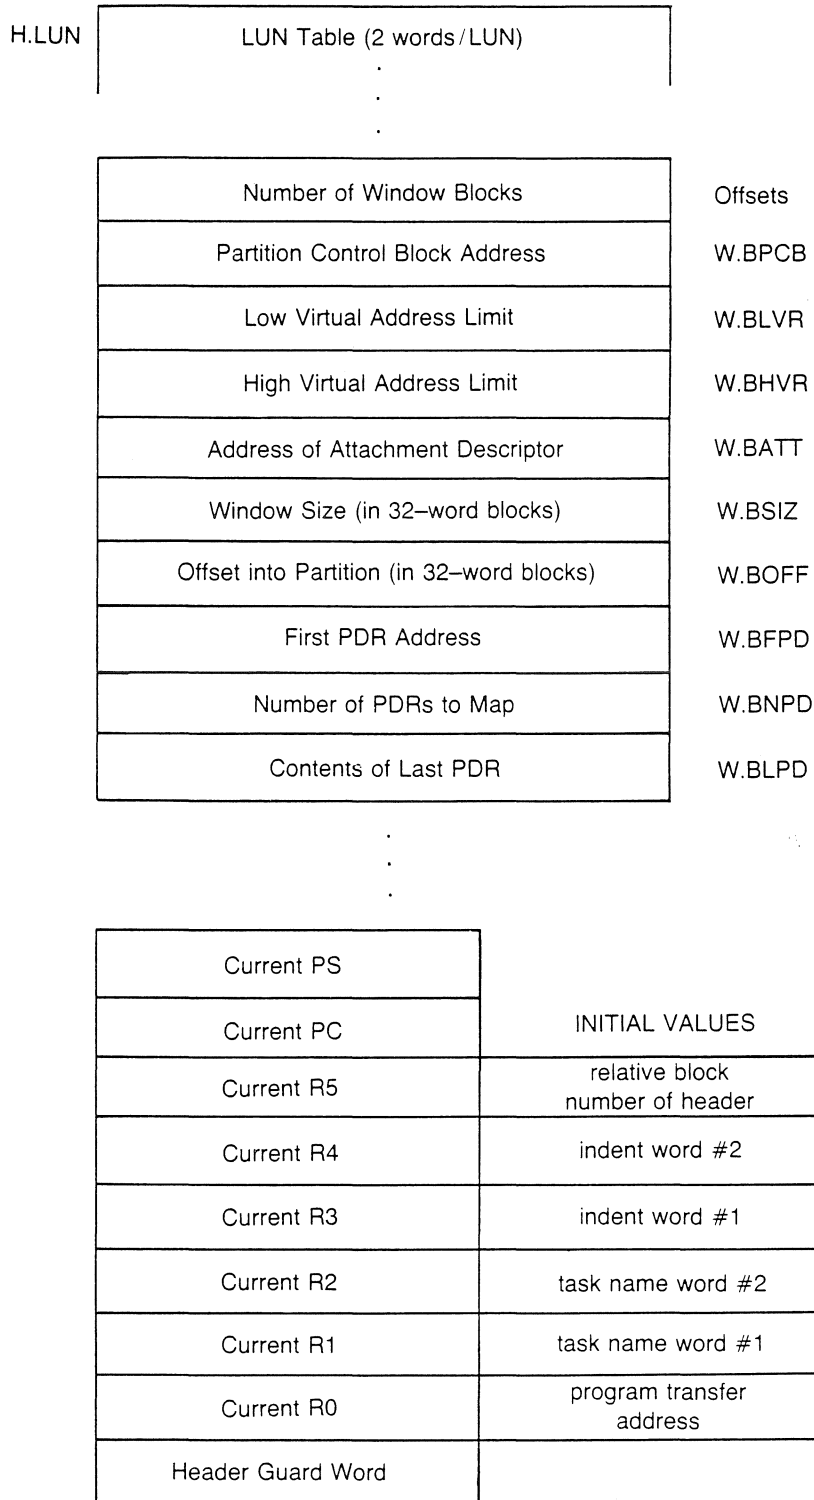 H.LUN LUN Table (2 words/LUN)
.
.
.
Number of Window Blocks Offsets
Partition Control Block Address W.BPCB
Low Virtual Address Limit W.BLVR
High Virtual Address Limit W.BHVR
Address of Attachment Descriptor W.BATT
Window Size (in 32–word blocks) W.BSIZ
Offset into Partition (in 32–word blocks) W.BOFF
First PDR Address W.BFPD
Number of PDRs to Map W.BNPD
Contents of Last PDR W.BLPD
.
.
.
Current PS
Current PC INITIAL VALUES
Current R5 relative block
number of header
Current R4 indent word #2
Current R3 indent word #1
Current R2 task name word #2
Current R1 task name word #1
Current R0 program transfer
address
Header Guard Word